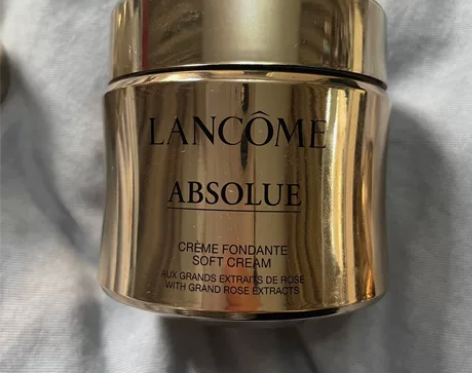 LANCÔME
ABSOLUE
CRÈME FONDANTE
SOFT CREAM
AUX GRANDS EXTRAITS DE ROSE
WITH GRAND ROSE EXTRACTS